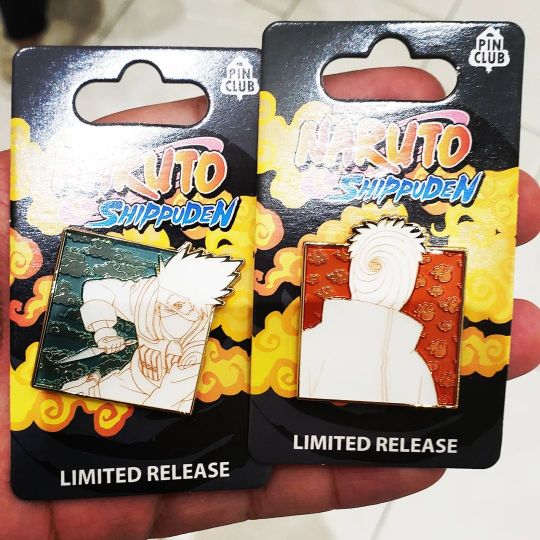 PIN
CLUB
NARUTO
SHIPPUDEN
LIMITED RELEASE
PIN
CLUB
NARUTO
SHIPPUDEN
LIMITED RELEASE